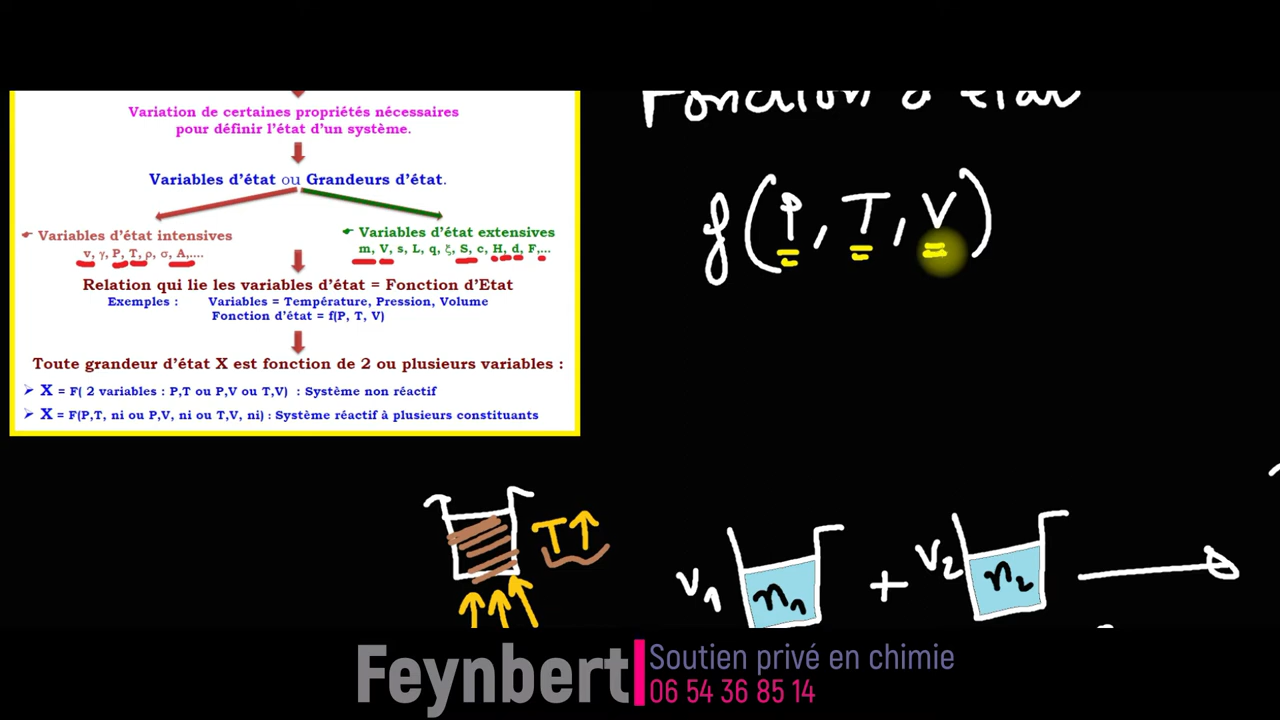 Variation de certaines propriétés nécessaires
pour définir l'état d'un système.
Variables d'état ou Grandeurs d'état.
Variables d'état intensives
v, γ, P, T, ρ, σ, A,....
Variables d'état extensives
m, V, s, L, q, ξ, S, c, H, d, F,...
Relation qui lie les variables d'état = Fonction d'Etat
Exemples : Variables = Température, Pression, Volume
Fonction d'état = f(P, T, V)
Toute grandeur d'état X est fonction de 2 ou plusieurs variables :
X = F( 2 variables : P,T ou P,V ou T,V) : Système non réactif
X = F(P,T, ni ou P,V, ni ou T,V, ni) : Système réactif à plusieurs constituants
Fonction d'état
f(P, T, V)
T↑
V1 n1 + V2 n2
Feynbert
Soutien privé en chimie
06 54 36 85 14